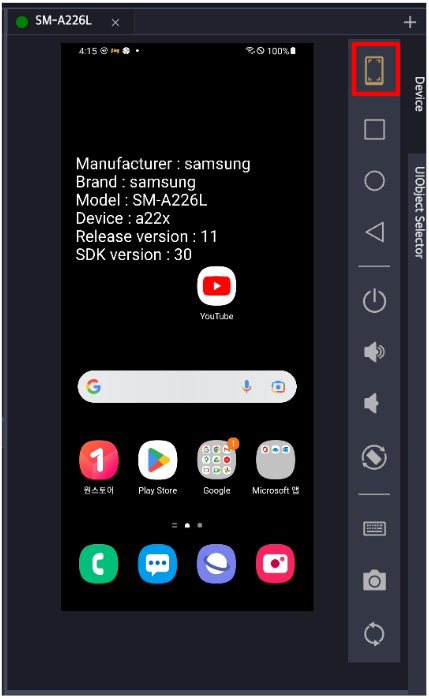 SM-A226L
4:15
100%
Manufacturer : samsung
Brand : samsung
Model : SM-A226L
Device : a22x
Release version : 11
SDK version : 30
YouTube
1
원스토어
Play Store
Google
Microsoft 앱
Device
UIObject Selector